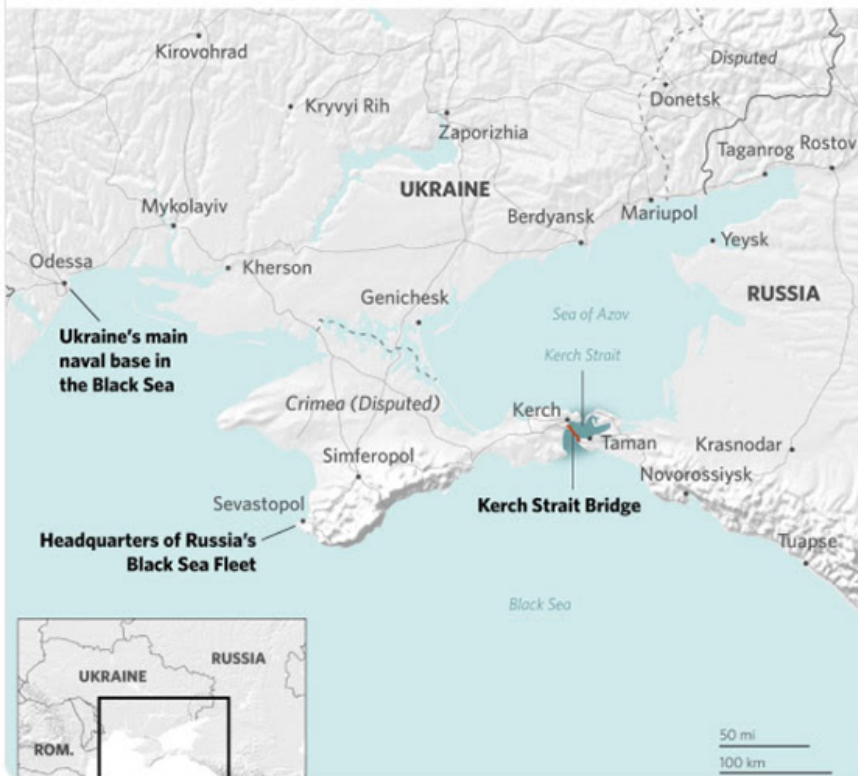 Kirovohrad
Disputed
Kryvyi Rih
Donetsk
Zaporizhia
Taganrog
Rostov
UKRAINE
Mykolayiv
Berdyansk
Mariupol
Yeysk
Odessa
Kherson
RUSSIA
Genichesk
Sea of Azov
Ukraine's main
naval base in
the Black Sea
Kerch Strait
Crimea (Disputed)
Kerch
Taman
Krasnodar
Simferopol
Novorossiysk
Sevastopol
Kerch Strait Bridge
Headquarters of Russia's
Black Sea Fleet
Tuapse
Black Sea
RUSSIA
UKRAINE
ROM.
50 mi
100 km